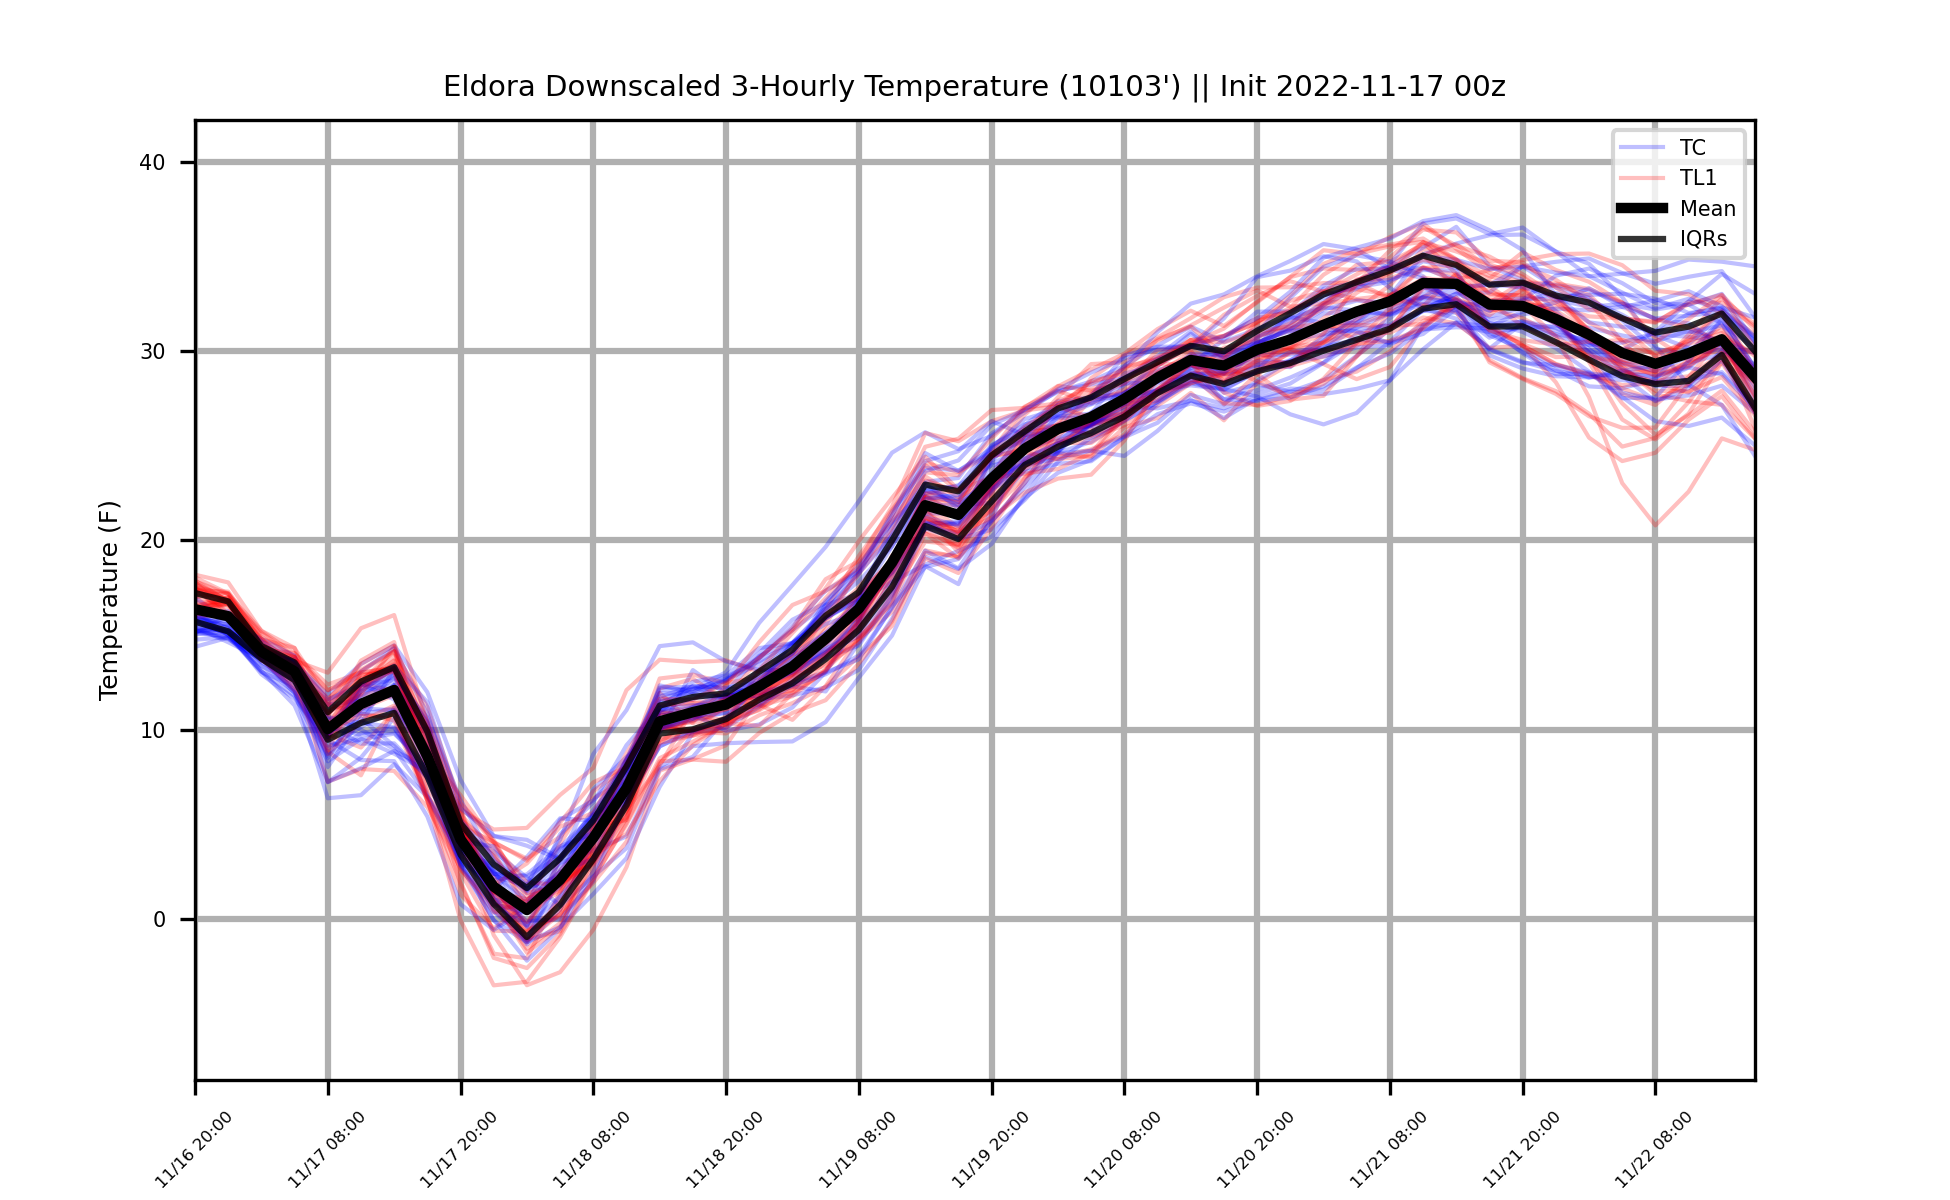 Eldora Downscaled 3-Hourly Temperature (10103') || Init 2022-11-17 00z
TC
TL1
Mean
IQRs
Temperature (F)
40
30
20
10
0
11/16 20:00
11/17 08:00
11/17 20:00
11/18 08:00
11/18 20:00
11/19 08:00
11/19 20:00
11/20 08:00
11/20 20:00
11/21 08:00
11/21 20:00
11/22 08:00